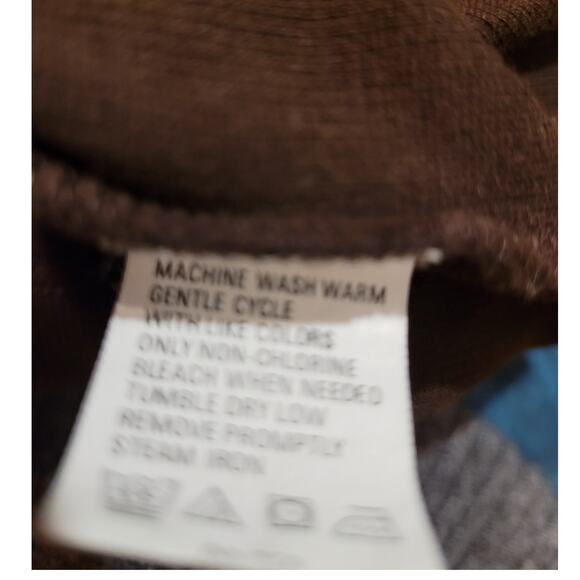 MACHINE WASH WARM
GENTLE CYCLE
WITH LIKE COLORS
ONLY NON-CHLORINE
BLEACH WHEN NEEDED
TUMBLE DRY LOW
REMOVE PROMPTLY
STEAM IRON